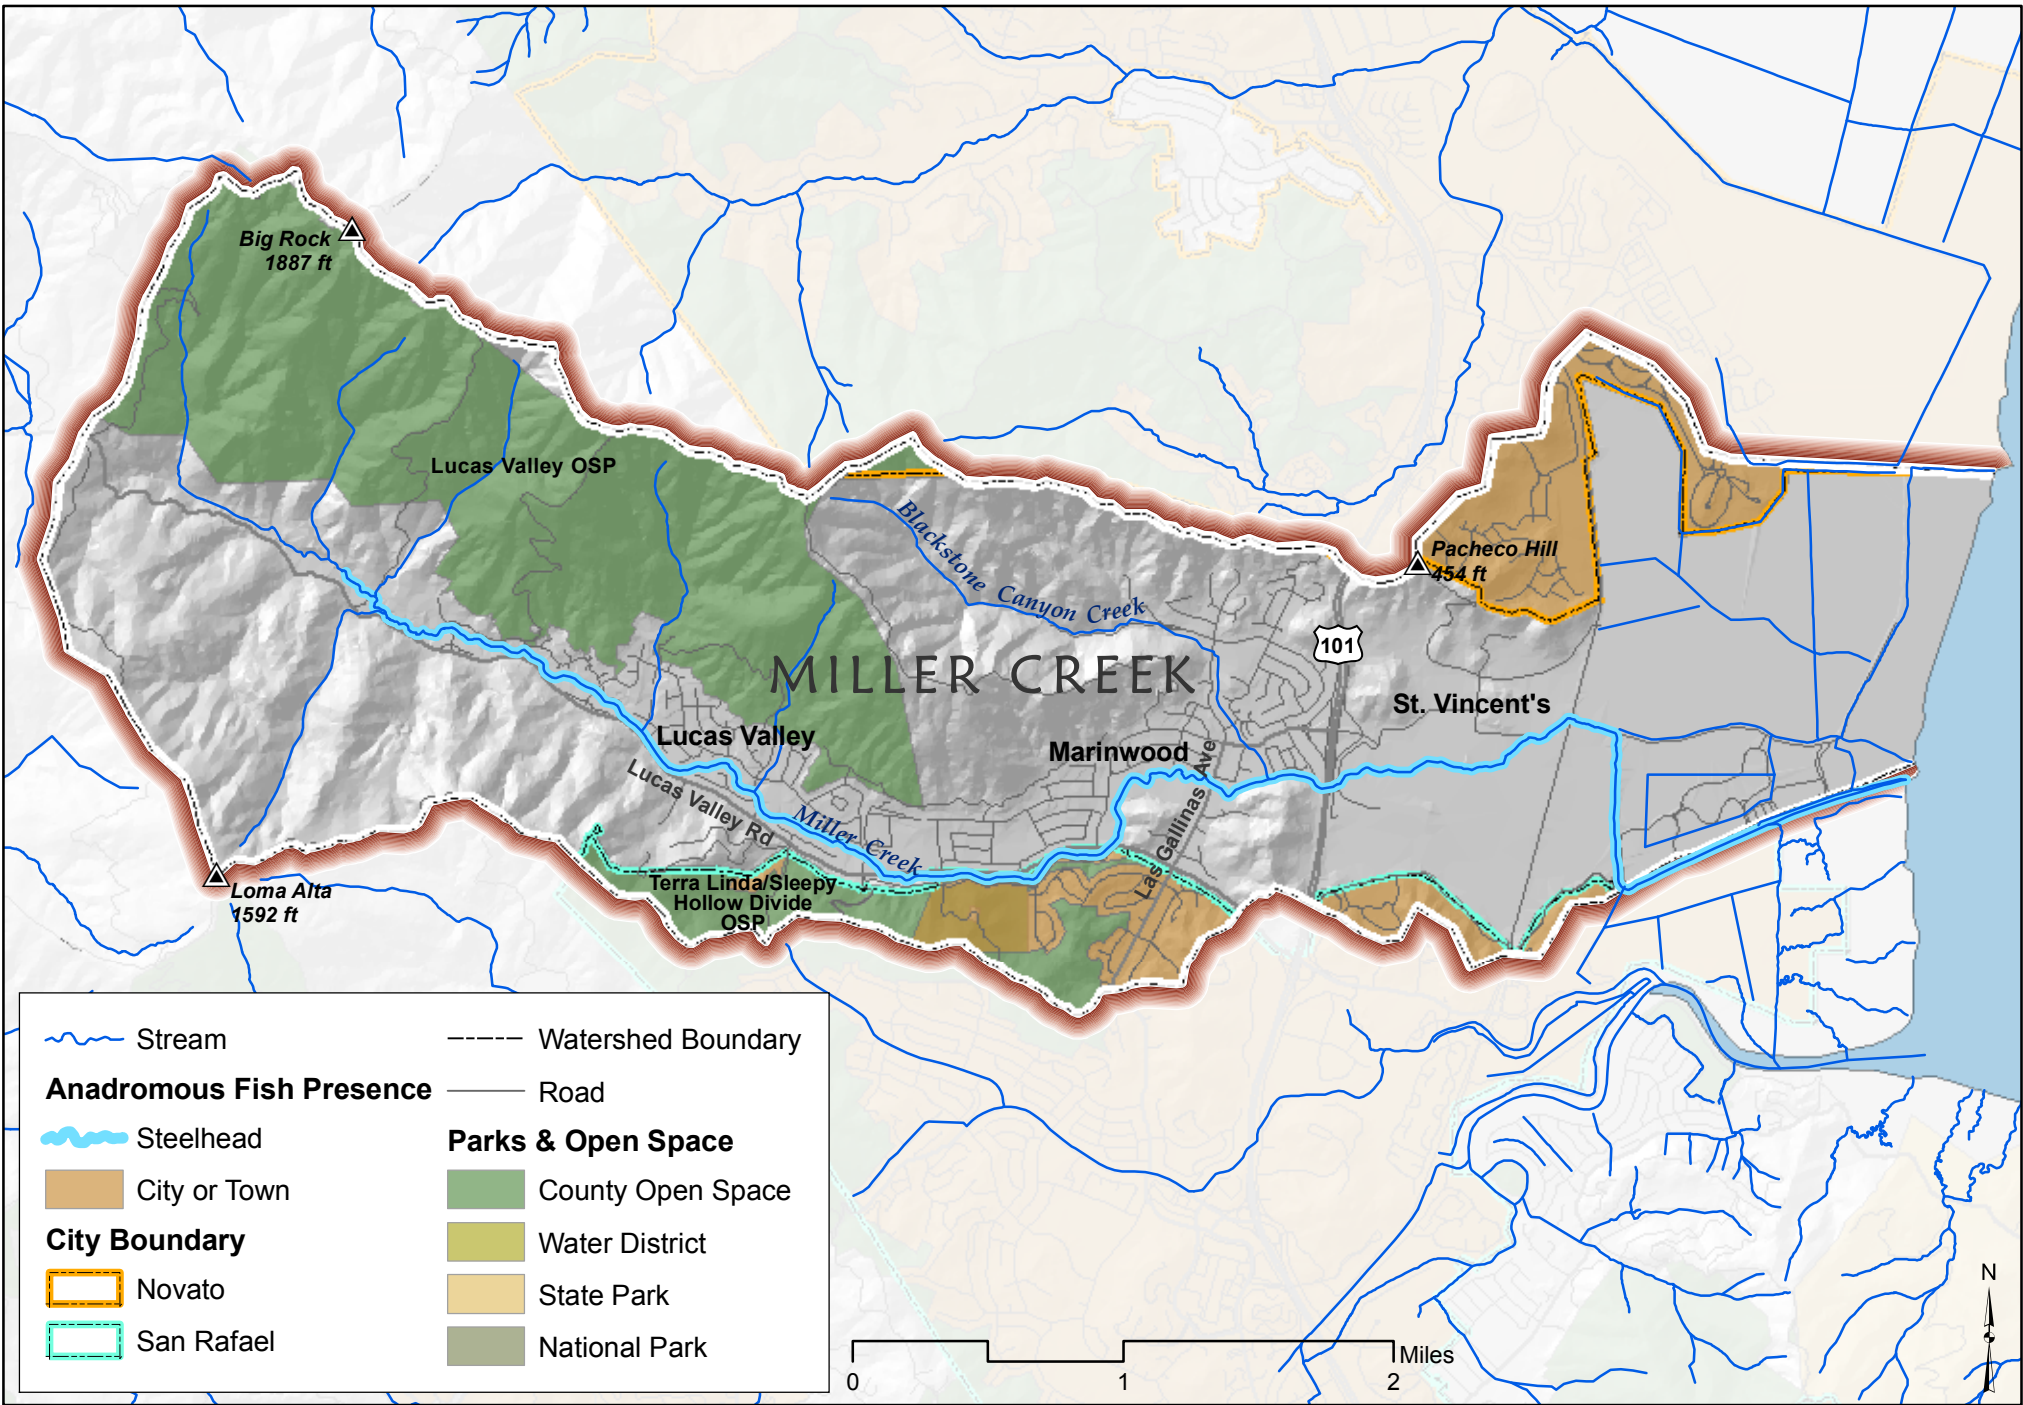 Big Rock
1887 ft
Lucas Valley OSP
Blackstone Canyon Creek
Pacheco Hill
454 ft
MILLER CREEK
101
St. Vincent's
Lucas Valley
Marinwood
Lucas Valley Rd
Miller Creek
Las Gallinas Ave
Terra Linda/Sleepy
Hollow Divide
OSP
Loma Alta
1592 ft
Stream
Anadromous Fish Presence
Steelhead
City or Town
City Boundary
Novato
San Rafael
Watershed Boundary
Road
Parks & Open Space
County Open Space
Water District
State Park
National Park
Miles
0 1 2
N